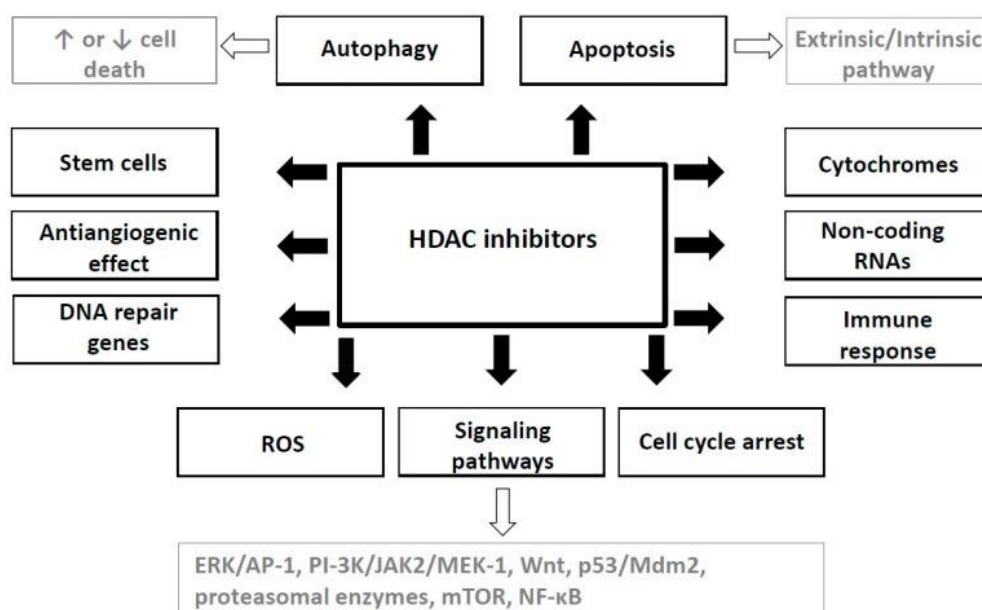 ↑ or ↓ cell
death
Autophagy
Apoptosis
Extrinsic/Intrinsic
pathway
Stem cells
Antiangiogenic
effect
DNA repair
genes
HDAC inhibitors
Cytochromes
Non-coding
RNAs
Immune
response
ROS
Signaling
pathways
Cell cycle arrest
ERK/AP-1, PI-3K/JAK2/MEK-1, Wnt, p53/Mdm2,
proteasomal enzymes, mTOR, NF-κB